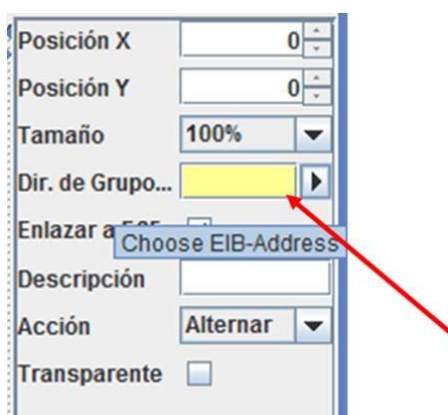 Posición X 0
Posición Y 0
Tamaño 100%
Dir. de Grupo...
Enlazar a
Choose EIB-Address
Descripción
Acción Alternar
Transparente